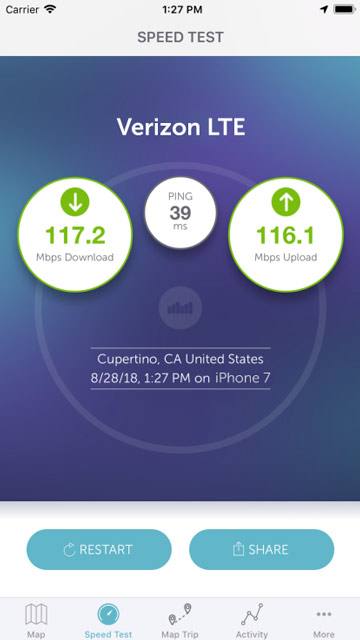 Carrier 1:27 PM
SPEED TEST
Verizon LTE
117.2
Mbps Download
PING
39
ms
116.1
Mbps Upload
Cupertino, CA United States
8/28/18, 1:27 PM on iPhone 7
RESTART
SHARE
Map
Speed Test
Map Trip
Activity
More